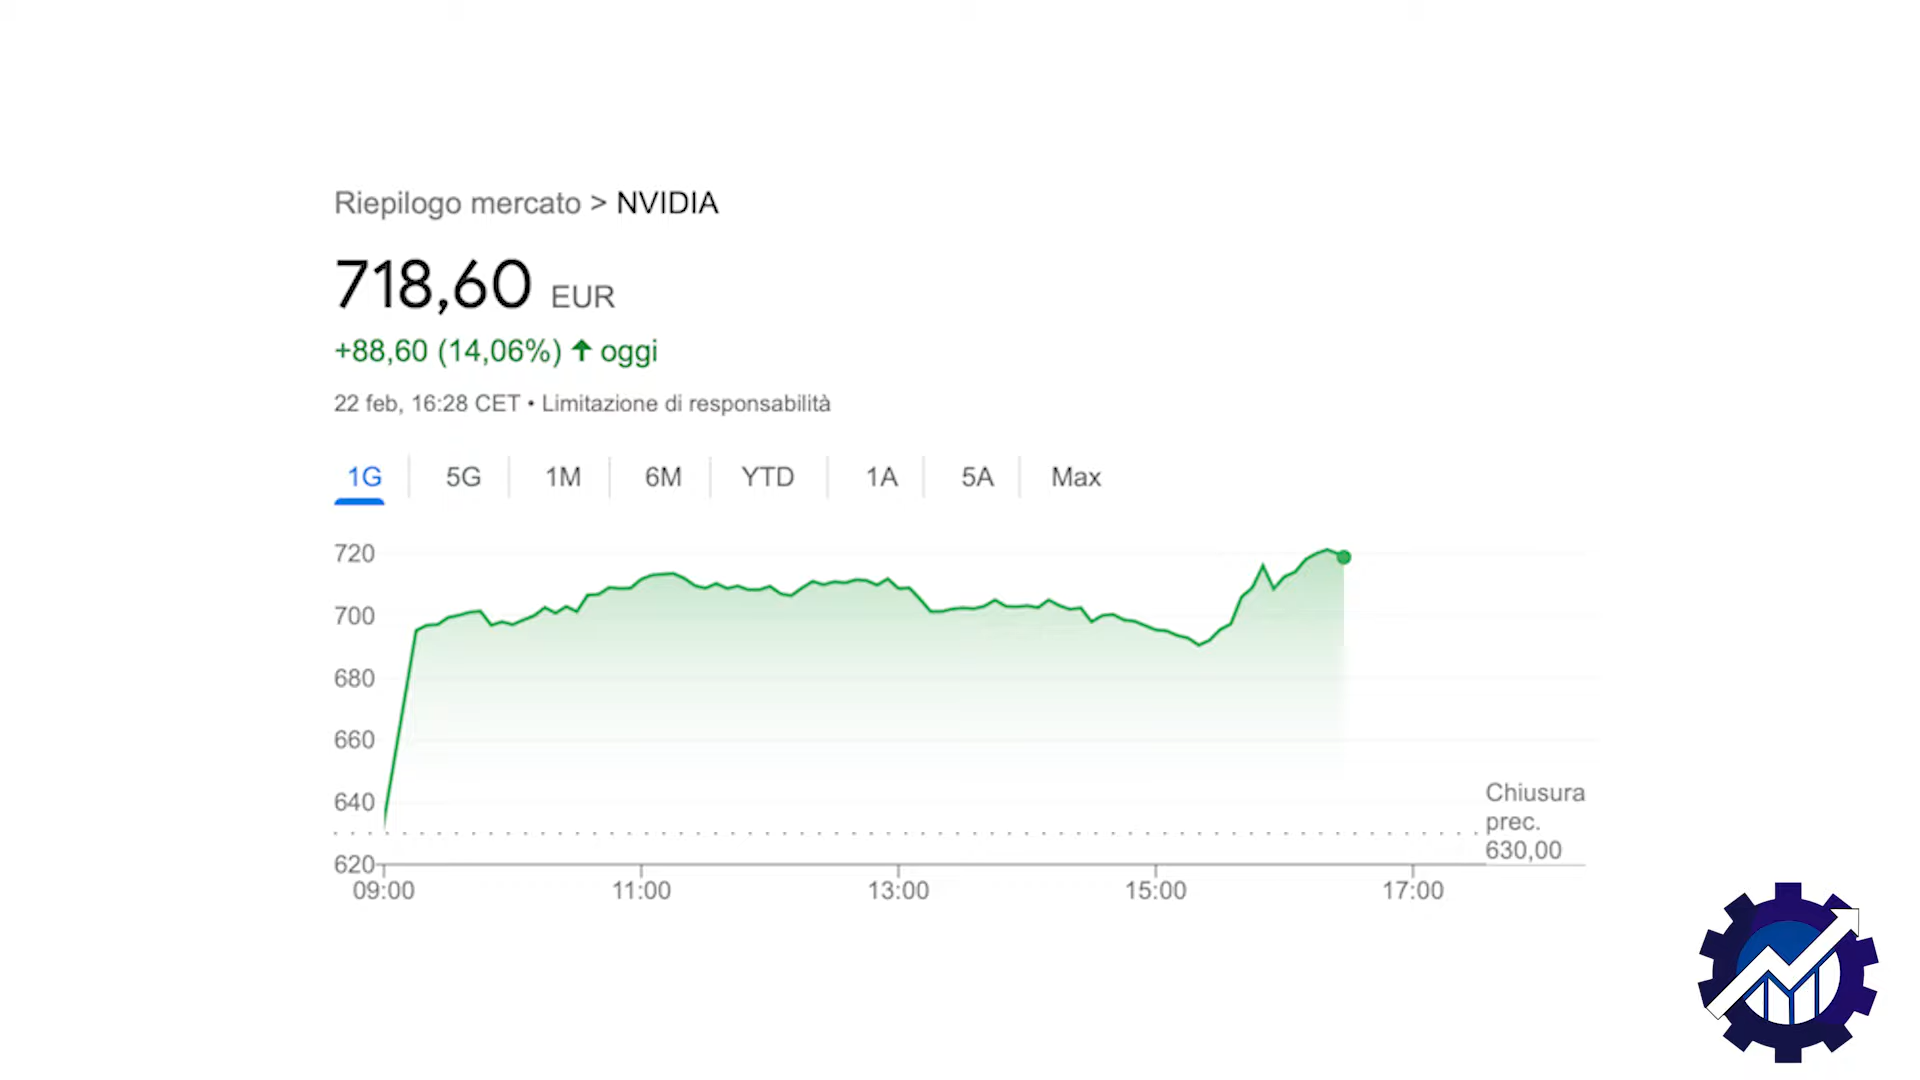 Riepilogo mercato > NVIDIA
718,60 EUR
+88,60 (14,06%) ↑ oggi
22 feb, 16:28 CET • Limitazione di responsabilità
1G 5G 1M 6M YTD 1A 5A Max
720
700
680
660
640
620
Chiusura
prec.
630,00
09:00 11:00 13:00 15:00 17:00